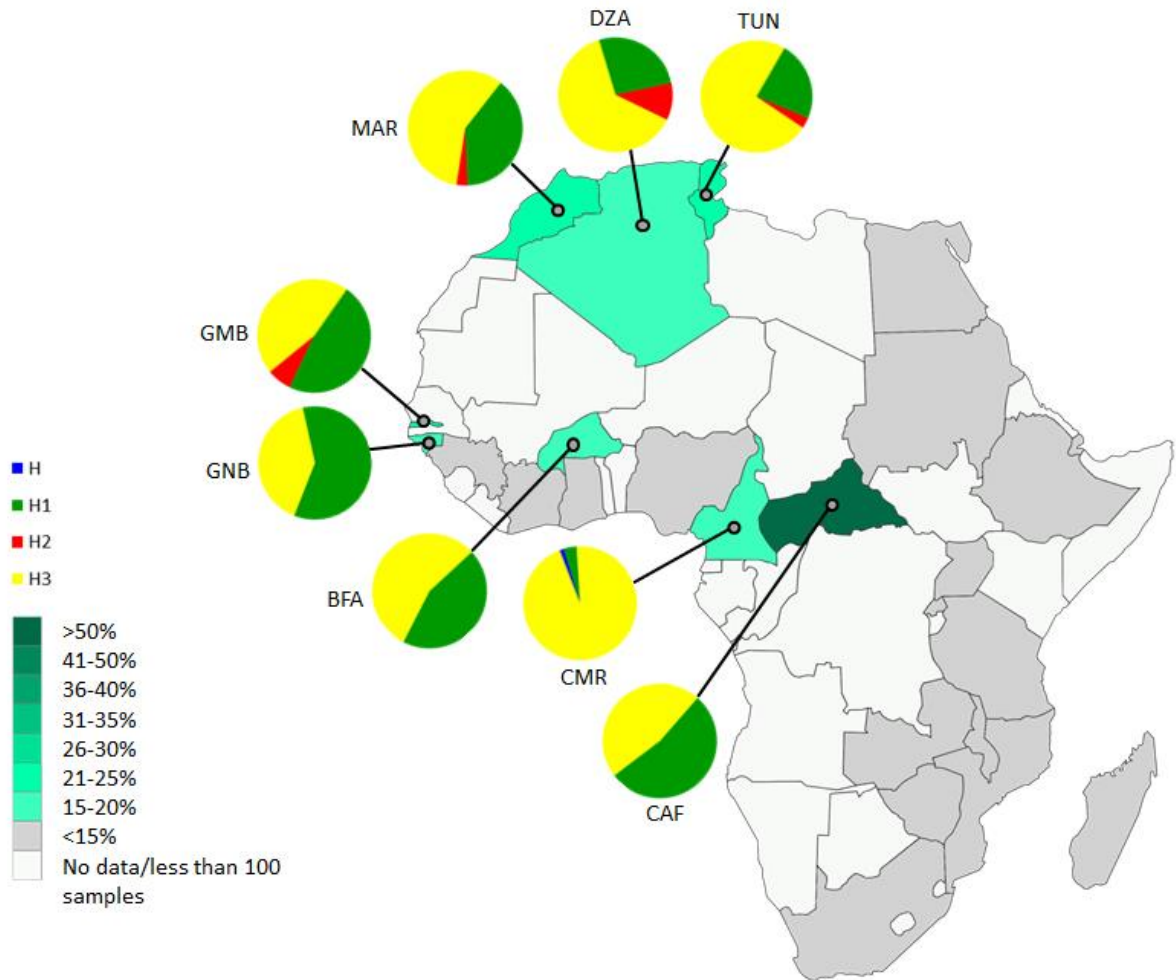 DZA
TUN
MAR
GMB
GNB
BFA
CMR
CAF
H
H1
H2
H3
>50%
41-50%
36-40%
31-35%
26-30%
21-25%
15-20%
<15%
No data/less than 100
samples